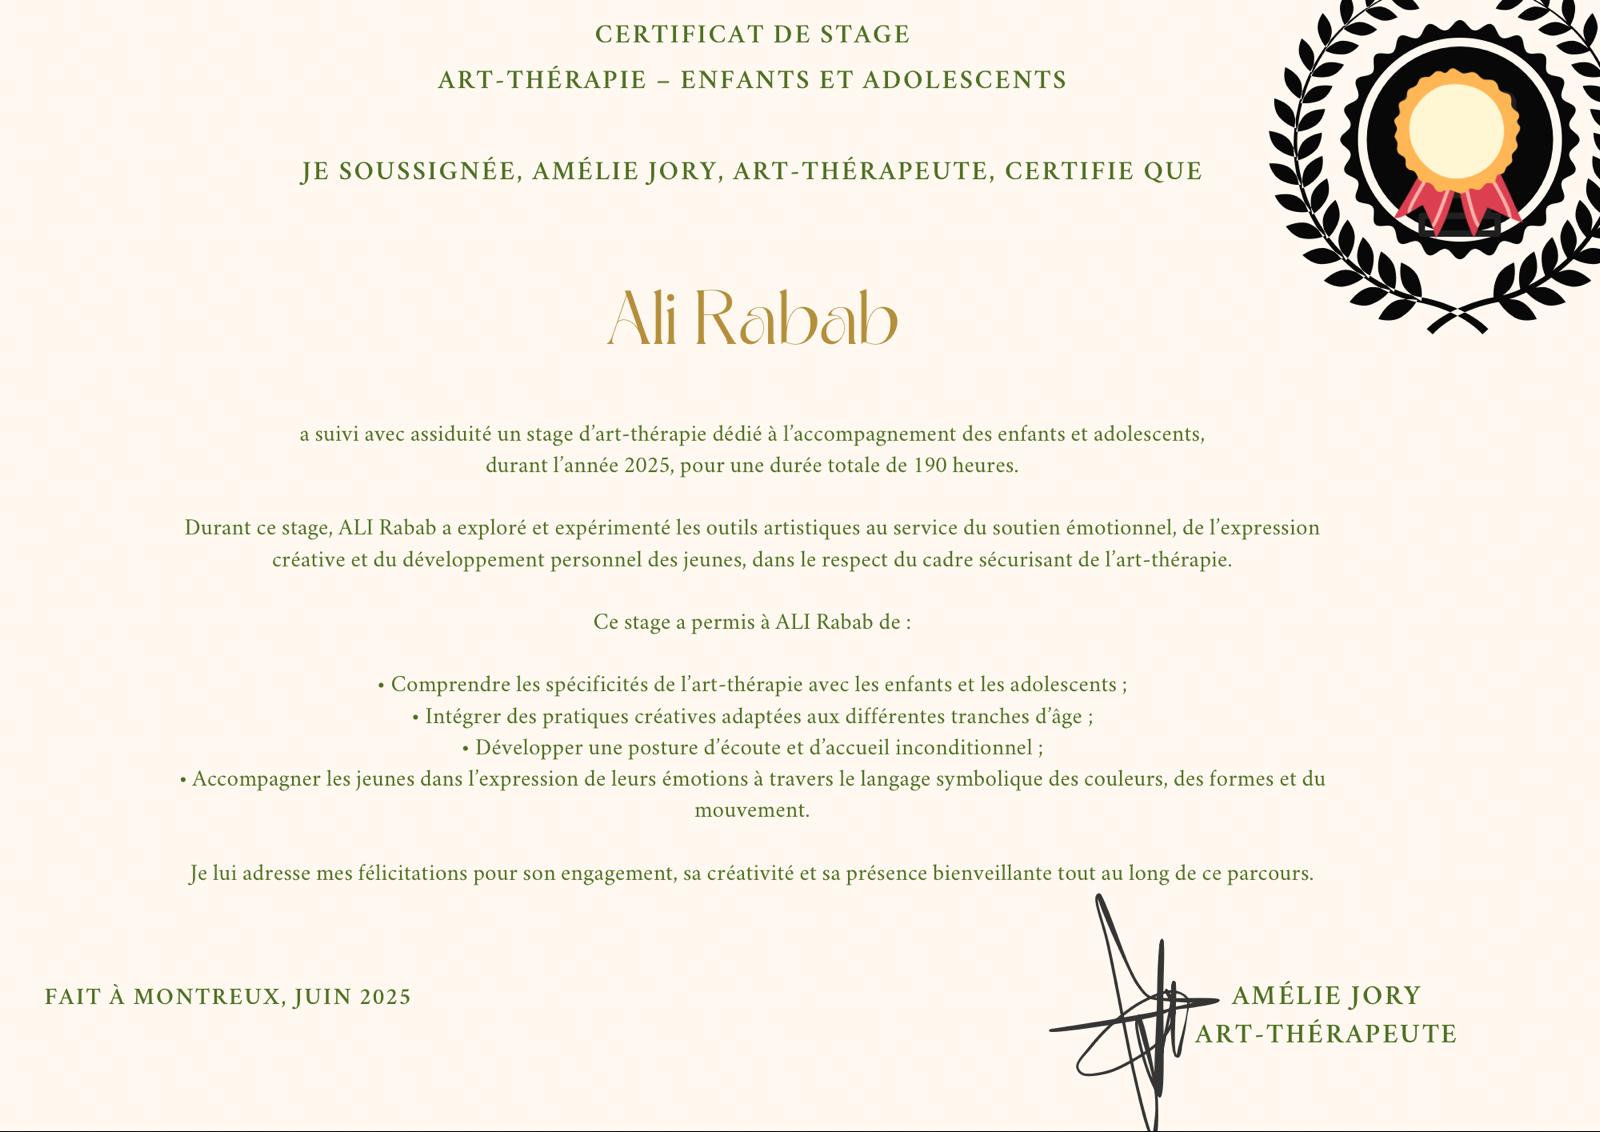 CERTIFICAT DE STAGE
ART-THÉRAPIE – ENFANTS ET ADOLESCENTS
JE SOUSSIGNÉE, AMÉLIE JORY, ART-THÉRAPEUTE, CERTIFIE QUE
Ali Rabab
a suivi avec assiduité un stage d’art-thérapie dédié à l’accompagnement des enfants et adolescents,
durant l’année 2025, pour une durée totale de 190 heures.
Durant ce stage, ALI Rabab a exploré et expérimenté les outils artistiques au service du soutien émotionnel, de l’expression
créative et du développement personnel des jeunes, dans le respect du cadre sécurisant de l’art-thérapie.
Ce stage a permis à ALI Rabab de :
• Comprendre les spécificités de l’art-thérapie avec les enfants et les adolescents ;
• Intégrer des pratiques créatives adaptées aux différentes tranches d’âge ;
• Développer une posture d’écoute et d’accueil inconditionnel ;
• Accompagner les jeunes dans l’expression de leurs émotions à travers le langage symbolique des couleurs, des formes et du
mouvement.
Je lui adresse mes félicitations pour son engagement, sa créativité et sa présence bienveillante tout au long de ce parcours.
FAIT À MONTREUX, JUIN 2025
AMÉLIE JORY
ART-THÉRAPEUTE